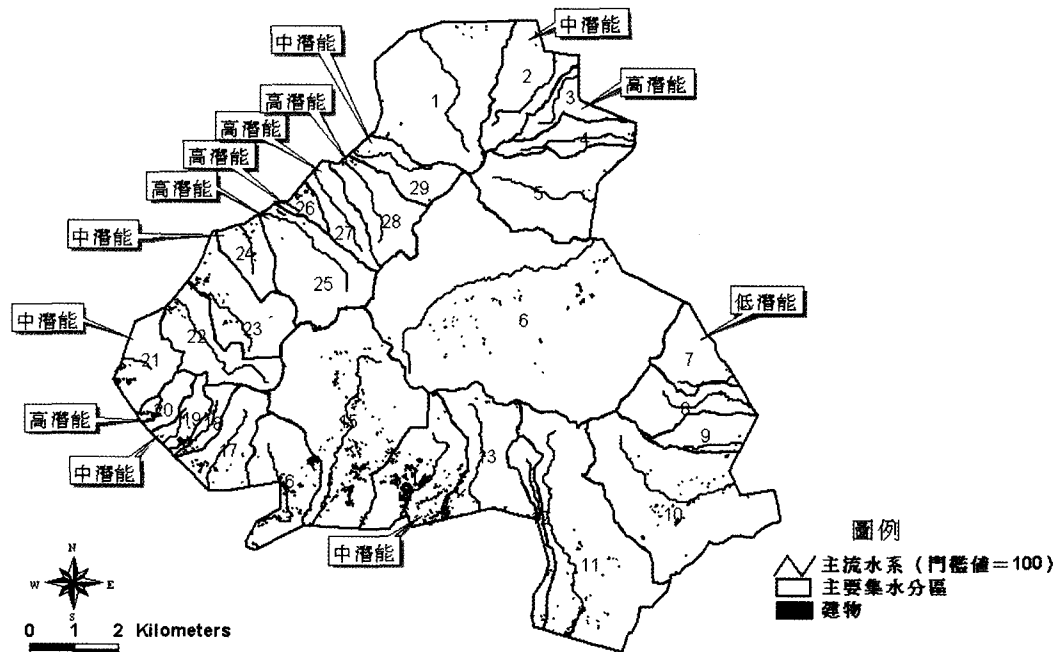 中潛能
中潛能
1
2
3
高潛能
高潛能
高潛能
高潛能
高潛能
4
5
29
26
28
27
中潛能
24
25
6
中潛能
低潛能
23
22
21
7
8
9
高潛能
20
19
18
17
15
中潛能
中潛能
10
11
圖例
主流水系（門檻值＝100）
主要集水分區
建物
N
W
E
S
0 1 2 Kilometers